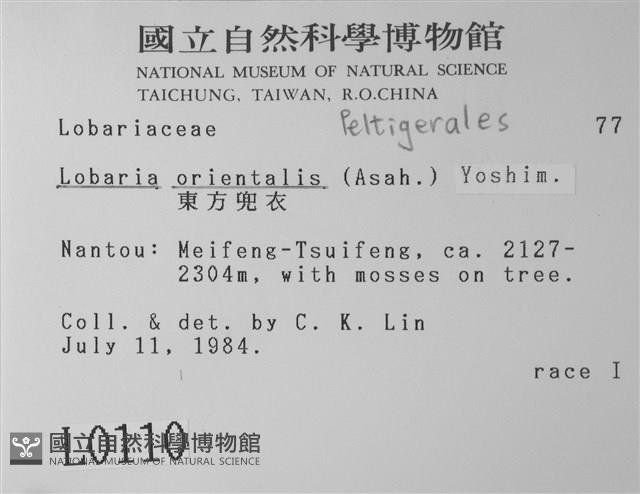 國立自然科學博物館
NATIONAL MUSEUM OF NATURAL SCIENCE
TAICHUNG, TAIWAN, R.O.CHINA
Lobariaceae Peltigerales 77
Lobaria orientalis (Asah.) Yoshim.
東方兜衣
Nantou: Meifeng-Tsuifeng, ca. 2127-
2304m, with mosses on tree.
Coll. & det. by C. K. Lin
July 11, 1984.
race I
L0110
國立自然科學博物館
NATIONAL MUSEUM OF NATURAL SCIENCE